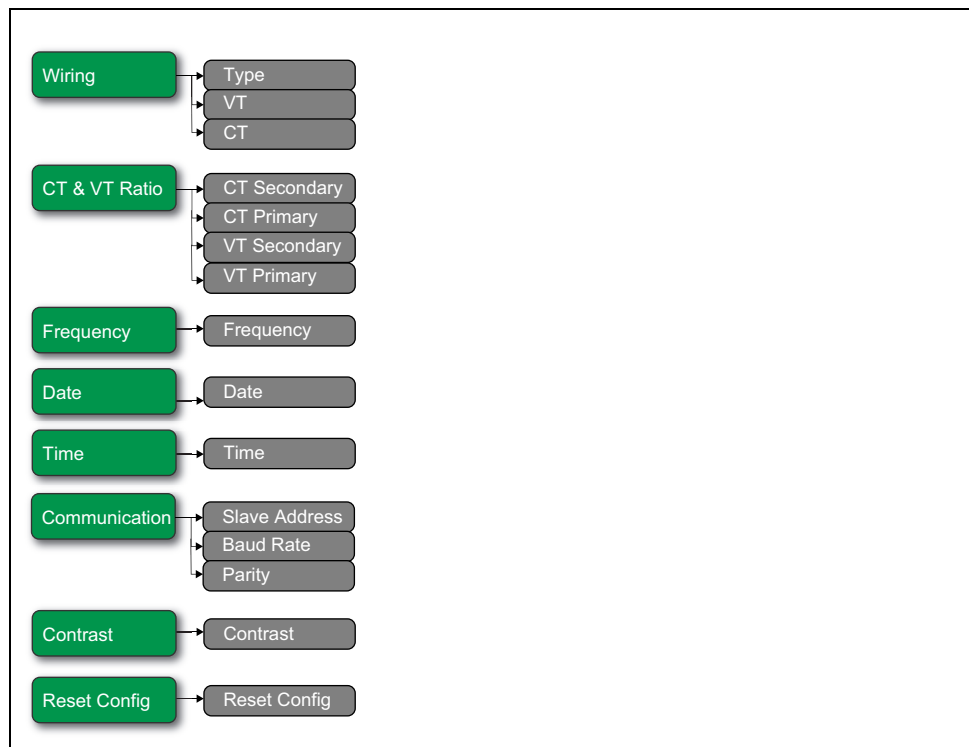 Wiring
Type
VT
CT
CT & VT Ratio
CT Secondary
CT Primary
VT Secondary
VT Primary
Frequency
Frequency
Date
Date
Time
Time
Communication
Slave Address
Baud Rate
Parity
Contrast
Contrast
Reset Config
Reset Config